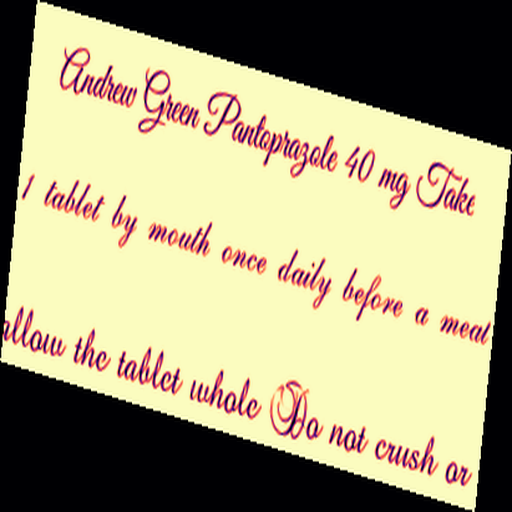 Andrew Green Pantoprazole 40 mg Take
1 tablet by mouth once daily before a meal
the tablet whole Do not crush or